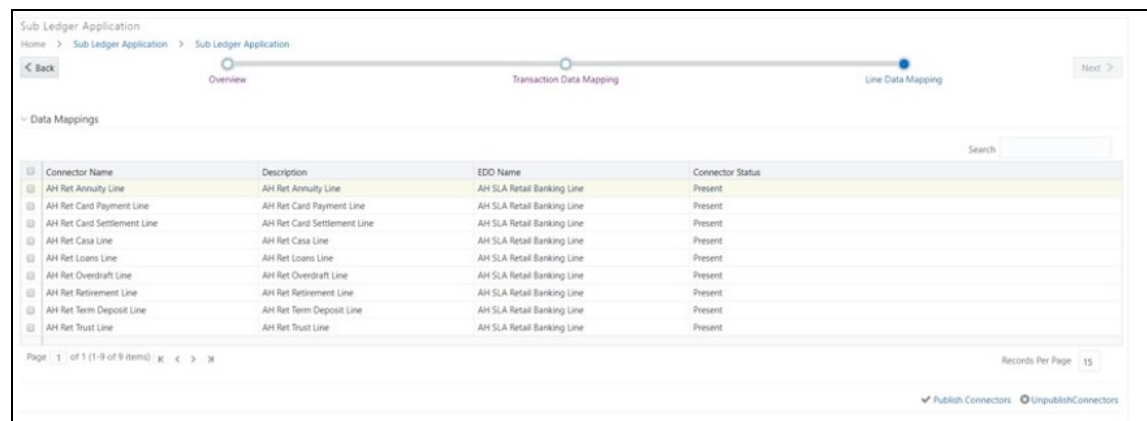 Sub Ledger Application
Home > Sub Ledger Application > Sub Ledger Application
< Back Next >
Overview Transaction Data Mapping Line Data Mapping
Data Mappings
Search
Connector Name Description EDD Name Connector Status
AH Ret Annuity Line AH Ret Annuity Line AH SLA Retail Banking Line Present
AH Ret Card Payment Line AH Ret Card Payment Line AH SLA Retail Banking Line Present
AH Ret Card Settlement Line AH Ret Card Settlement Line AH SLA Retail Banking Line Present
AH Ret Casa Line AH Ret Casa Line AH SLA Retail Banking Line Present
AH Ret Loans Line AH Ret Loans Line AH SLA Retail Banking Line Present
AH Ret Overdraft Line AH Ret Overdraft Line AH SLA Retail Banking Line Present
AH Ret Retirement Line AH Ret Retirement Line AH SLA Retail Banking Line Present
AH Ret Term Deposit Line AH Ret Term Deposit Line AH SLA Retail Banking Line Present
AH Ret Trust Line AH Ret Trust Line AH SLA Retail Banking Line Present
Page 1 of 1 (1-9 of 9 items) Records Per Page 15
Publish Connectors UnpublishConnectors